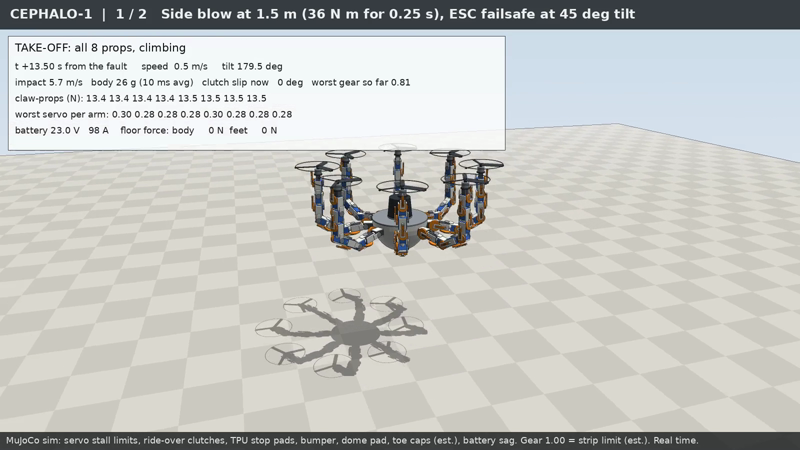 CEPHALO-1 | 1 / 2 Side blow at 1.5 m (36 N m for 0.25 s), ESC failsafe at 45 deg tilt
TAKE-OFF: all 8 props, climbing
t +13.50 s from the fault speed 0.5 m/s tilt 179.5 deg
impact 5.7 m/s body 26 g (10 ms avg) clutch slip now 0 deg worst gear so far 0.81
claw-props (N): 13.4 13.4 13.4 13.4 13.5 13.5 13.5 13.5
worst servo per arm: 0.30 0.28 0.28 0.28 0.30 0.28 0.28 0.28
battery 23.0 V 98 A floor force: body 0 N feet 0 N
MuJoCo sim: servo stall limits, ride-over clutches, TPU stop pads, bumper, dome pad, toe caps (est.), battery sag. Gear 1.00 = strip limit (est.). Real time.